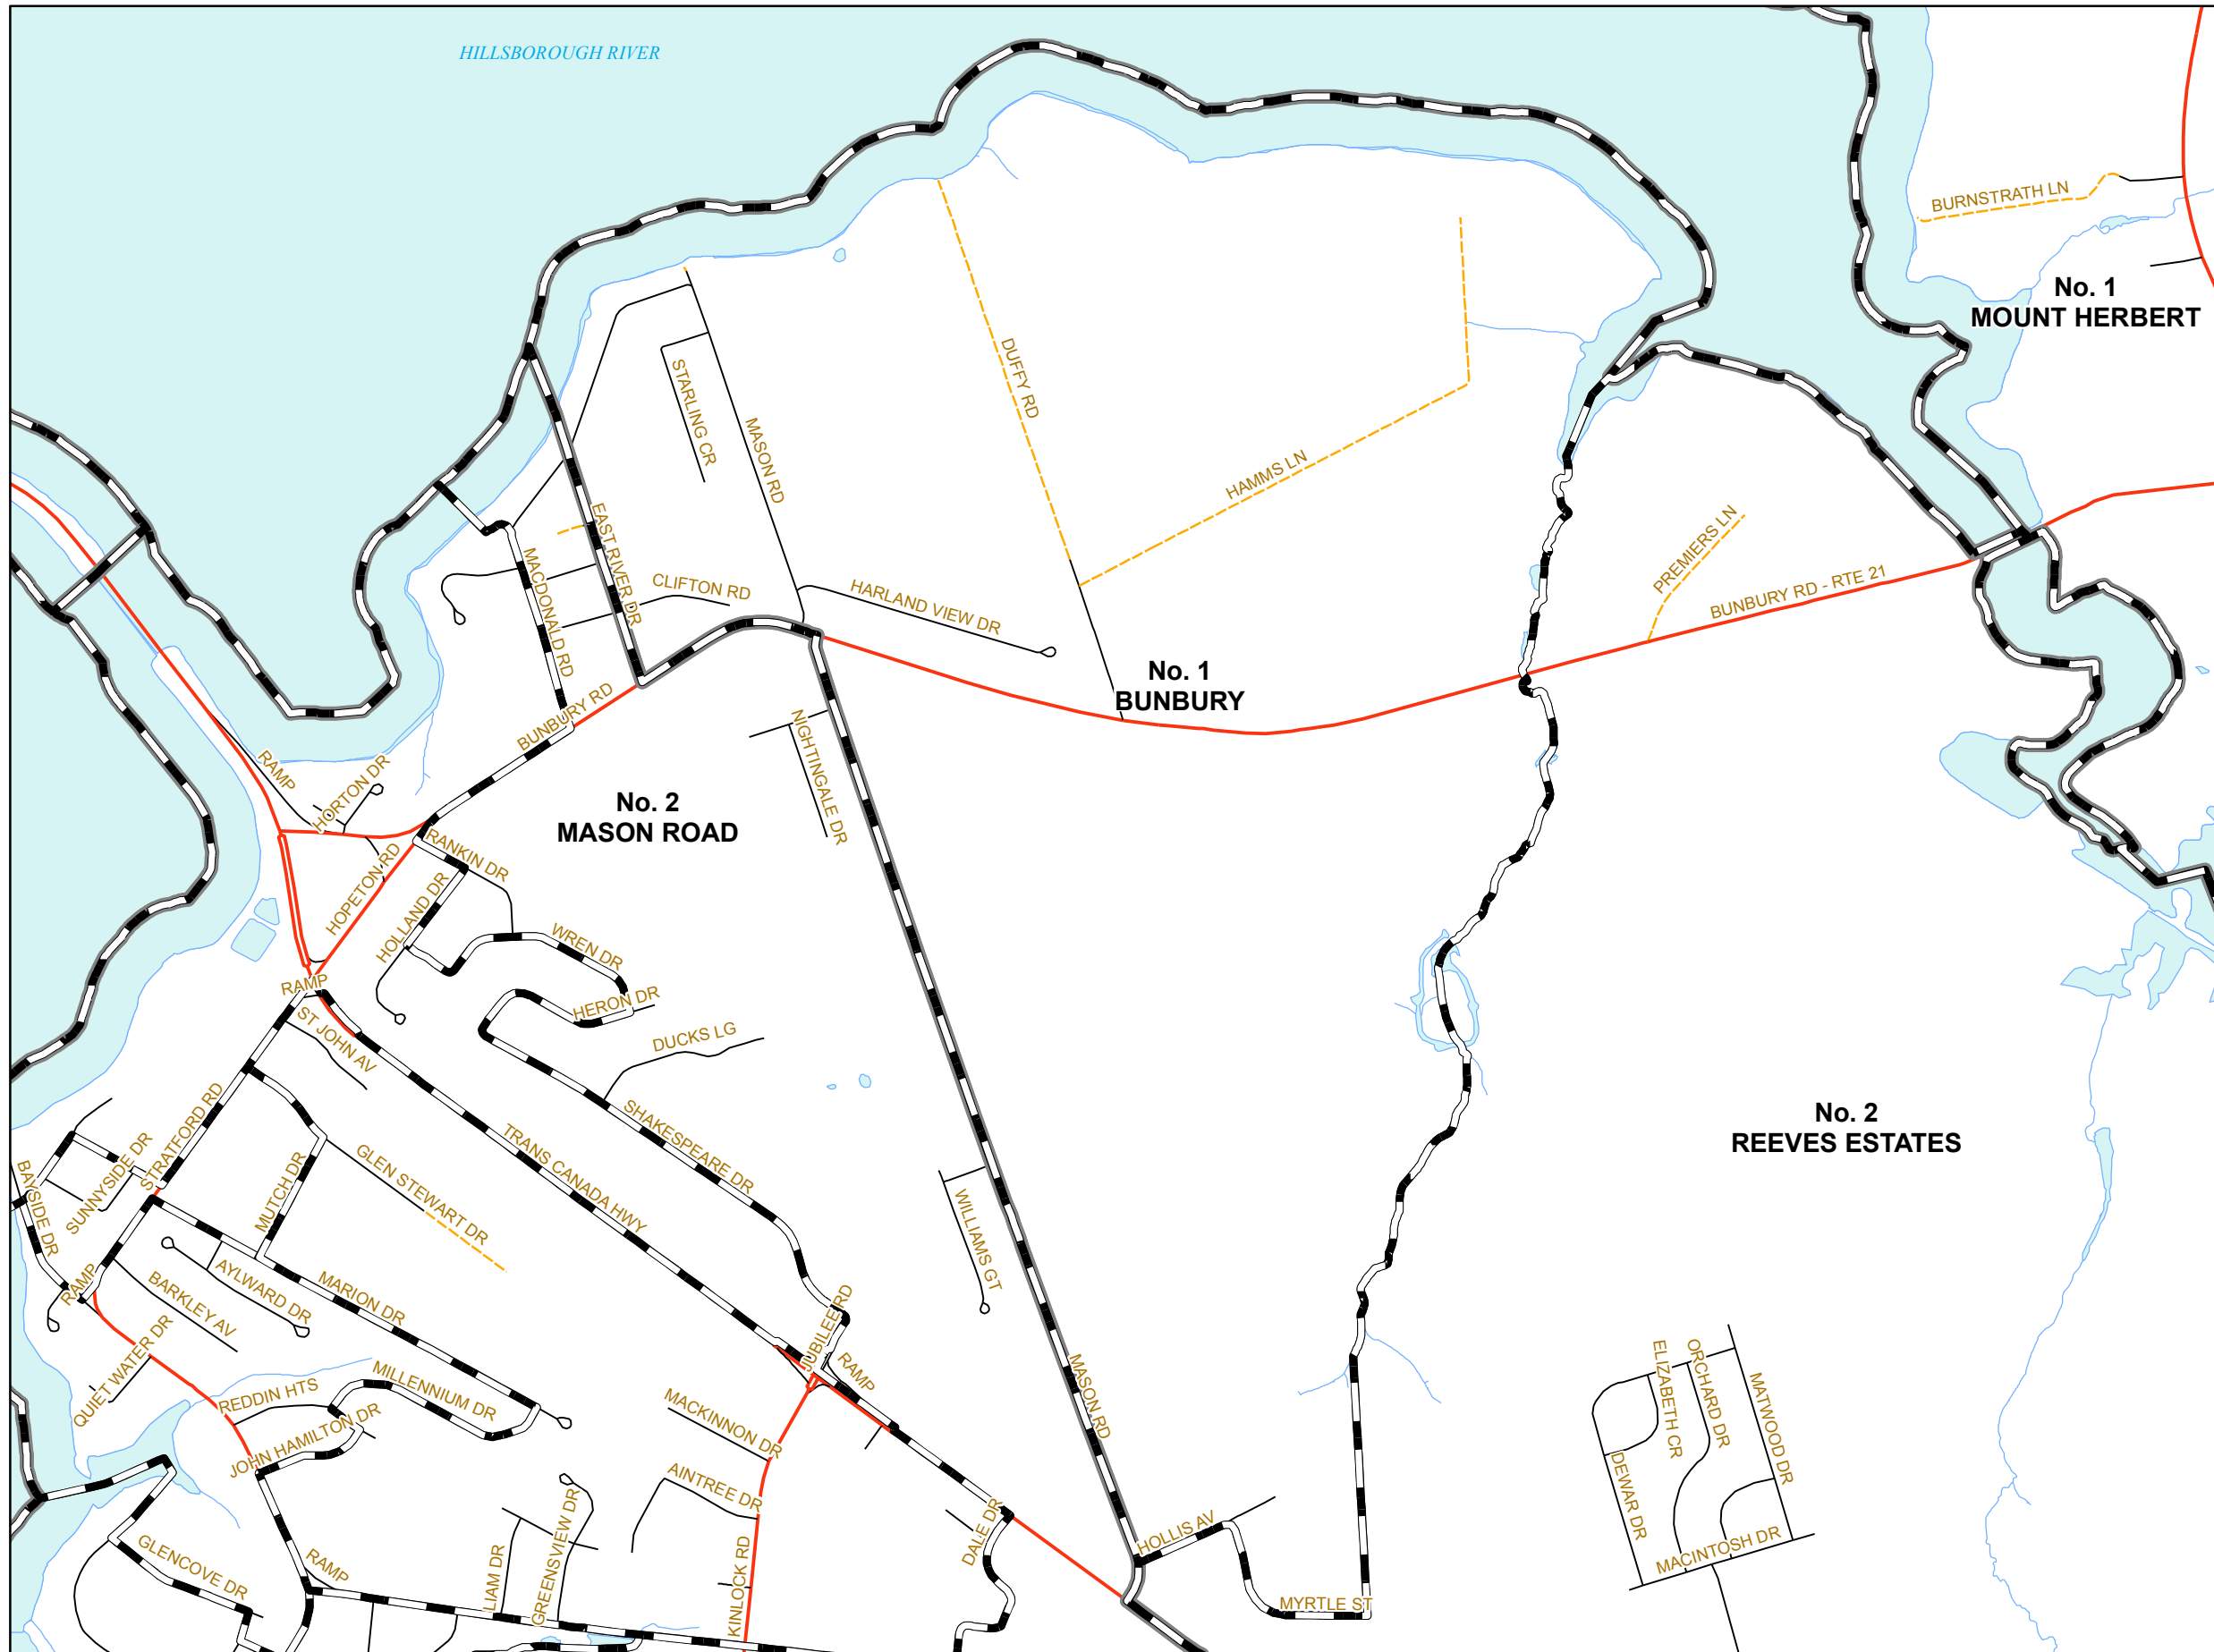 HILLSBOROUGH RIVER
BURNSTRATH LN
No. 1
MOUNT HERBERT
DUFFY RD
STARLING CR
MASON RD
HAMMS LN
EAST RIVER DR
PREMIERS LN
MACDONALD RD
CLIFTON RD
HARLAND VIEW DR
BUNBURY RD - RTE 21
No. 1
BUNBURY
BUNBURY RD
NIGHTINGALE DR
RAMP
HORTON DR
No. 2
MASON ROAD
RANKIN DR
HOPETON RD
HOLLAND DR
WREN DR
RAMP
HERON DR
ST JOHN AV
DUCKS LG
STRATFORD RD
SHAKESPEARE DR
No. 2
REEVES ESTATES
TRANS CANADA HWY
SUNNYSIDE DR
BAYSIDE DR
MUTCH DR
GLEN STEWART DR
WILLIAMS GT
RAMP
AYLWARD DR
MARION DR
BARKLEY AV
JUBILEE RD
RAMP
QUIET WATER DR
REDDIN HTS
MILLENNIUM DR
MACKINNON DR
MASON RD
ELIZABETH CR
ORCHARD DR
MATWOOD DR
JOHN HAMILTON DR
AINTREE DR
DEWAR DR
GREENSVIEW DR
DALE DR
HOLLIS AV
MACINTOSH DR
GLENCOVE DR
RAMP
LIAM DR
KINLOCK RD
MYRTLE ST